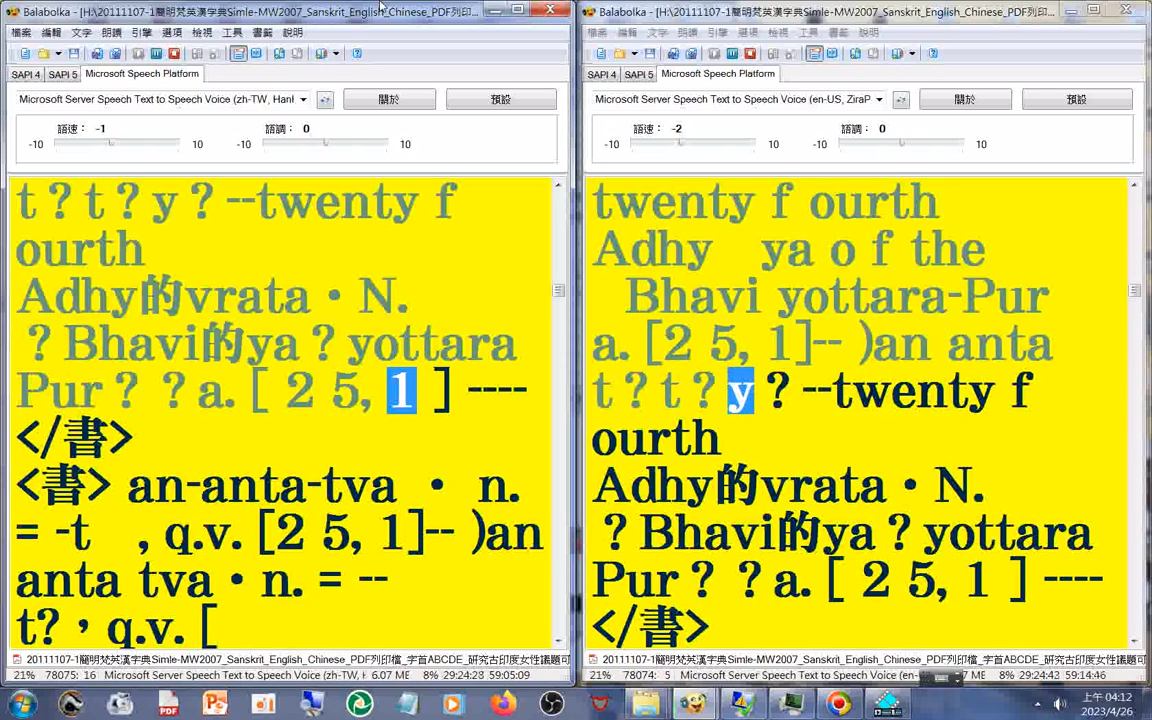 Balabolka - [H:\20111107-1簡明梵英漢字典Simle-MW2007_Sanskrit_English_Chinese_PDF列印...
檔案 編輯 文字 朗讀 引擎 選項 檢視 工具 書籤 說明
SAPI 4 SAPI 5 Microsoft Speech Platform
Microsoft Server Speech Text to Speech Voice (zh-TW, Han
關於 預設
語速： -1 語調： 0
-10 10 -10 10
t？t？y？--twenty f
ourth
Adhy的vrata・N.
？Bhavi的ya？yottara
Pur？ ？a. [ 2 5, 1 ] ----
</書>
<書> an-anta-tva ・ n.
= -t , q.v. [2 5, 1]-- )an
anta tva・n. = --
t?，q.v. [
20111107-1簡明梵英漢字典Simle-MW2007_Sanskrit_English_Chinese_PDF列印檔_字首ABCDE_研究古印度女性議題可
21% 78075: 16 Microsoft Server Speech Text to Speech Voice (zh-TW, H 6.07 ME 29:24:28 59:05:09
Balabolka - [H:\20111107-1簡明梵英漢字典Simle-MW2007_Sanskrit_English_Chinese_PDF列印...
檔案 編輯 文字 朗讀 引擎 選項 檢視 工具 書籤 說明
SAPI 4 SAPI 5 Microsoft Speech Platform
Microsoft Server Speech Text to Speech Voice (en-US, ZiraP
關於 預設
語速： -2 語調： 0
-10 10 -10 10
twenty f ourth
Adhy ya o f the
Bhavi yottara-Pur
a. [2 5, 1]-- )an anta
t？t？y？--twenty f
ourth
Adhy的vrata・N.
？Bhavi的ya？yottara
Pur？ ？a. [ 2 5, 1 ] ----
</書>
20111107-1簡明梵英漢字典Simle-MW2007_Sanskrit_English_Chinese_PDF列印檔_字首ABCDE_研究古印度女性議題可
21% 78074: 5 Microsoft Server Speech Text to Speech Voice (en-US, 7 ME 29:24:43 59:14:46
上午 04:12
2023/4/26